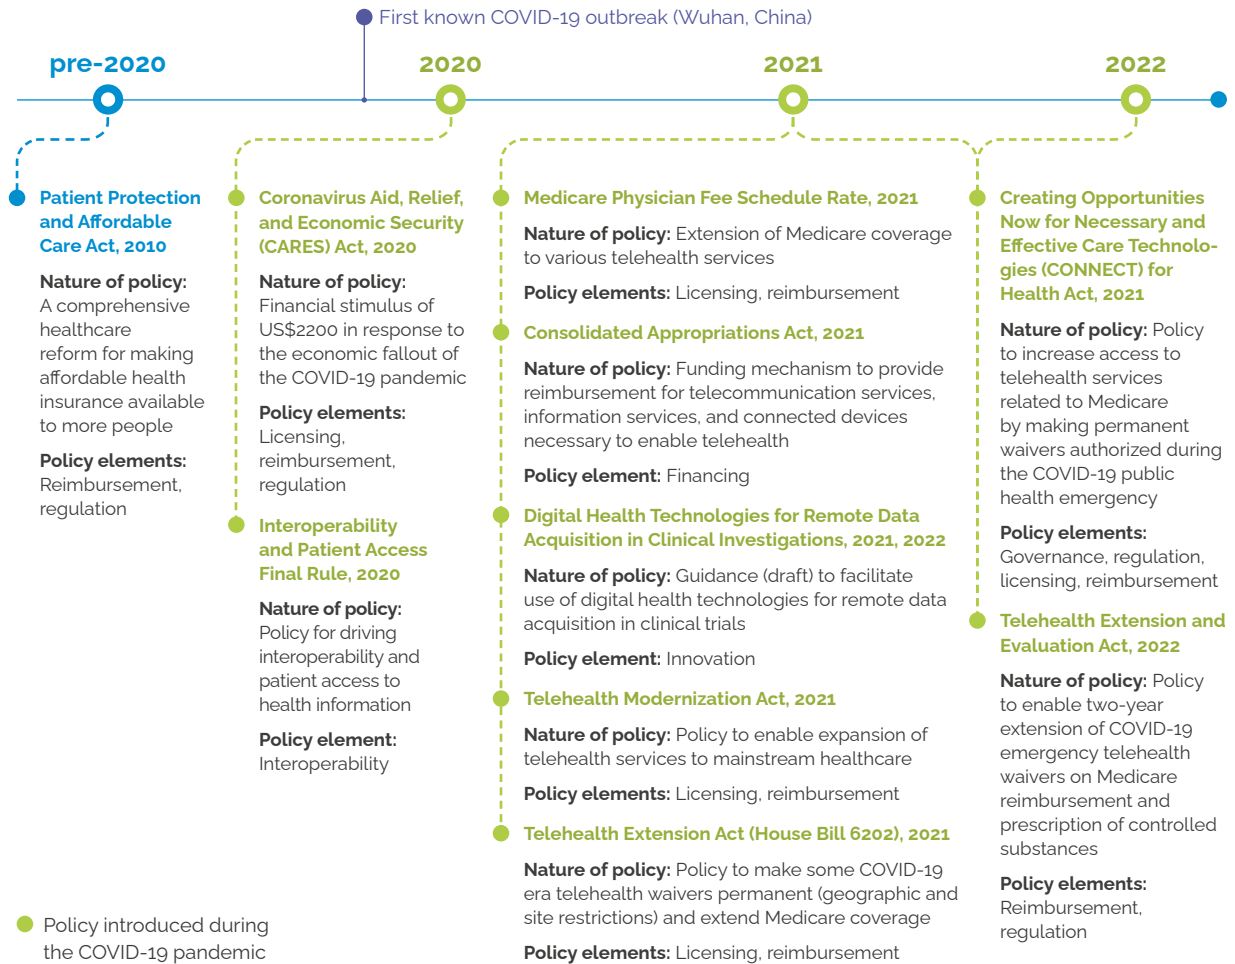 First known COVID-19 outbreak (Wuhan, China)
pre-2020
2020
2021
2022
Patient Protection
and Affordable
Care Act, 2010
Nature of policy:
A comprehensive
healthcare
reform for making
affordable health
insurance available
to more people
Policy elements:
Reimbursement,
regulation
Coronavirus Aid, Relief,
and Economic Security
(CARES) Act, 2020
Nature of policy:
Financial stimulus of
US$2200 in response to
the economic fallout of
the COVID-19 pandemic
Policy elements:
Licensing,
reimbursement,
regulation
Interoperability
and Patient Access
Final Rule, 2020
Nature of policy:
Policy for driving
interoperability and
patient access to
health information
Policy element:
Interoperability
Medicare Physician Fee Schedule Rate, 2021
Nature of policy: Extension of Medicare coverage
to various telehealth services
Policy elements: Licensing, reimbursement
Consolidated Appropriations Act, 2021
Nature of policy: Funding mechanism to provide
reimbursement for telecommunication services,
information services, and connected devices
necessary to enable telehealth
Policy element: Financing
Digital Health Technologies for Remote Data
Acquisition in Clinical Investigations, 2021, 2022
Nature of policy: Guidance (draft) to facilitate
use of digital health technologies for remote data
acquisition in clinical trials
Policy element: Innovation
Telehealth Modernization Act, 2021
Nature of policy: Policy to enable expansion of
telehealth services to mainstream healthcare
Policy elements: Licensing, reimbursement
Telehealth Extension Act (House Bill 6202), 2021
Nature of policy: Policy to make some COVID-19
era telehealth waivers permanent (geographic and
site restrictions) and extend Medicare coverage
Policy elements: Licensing, reimbursement
Creating Opportunities
Now for Necessary and
Effective Care Technolo-
gies (CONNECT) for
Health Act, 2021
Nature of policy: Policy
to increase access to
telehealth services
related to Medicare
by making permanent
waivers authorized during
the COVID-19 public
health emergency
Policy elements:
Governance, regulation,
licensing, reimbursement
Telehealth Extension and
Evaluation Act, 2022
Nature of policy: Policy
to enable two-year
extension of COVID-19
emergency telehealth
waivers on Medicare
reimbursement and
prescription of controlled
substances
Policy elements:
Reimbursement,
regulation
Policy introduced during
the COVID-19 pandemic